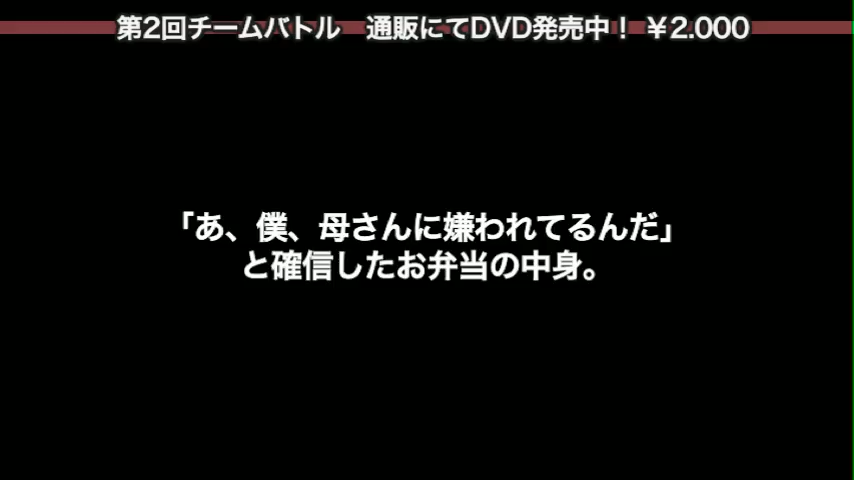 第2回チームバトル　通販にてDVD発売中！ ￥2.000
「あ、僕、母さんに嫌われてるんだ」
と確信したお弁当の中身。